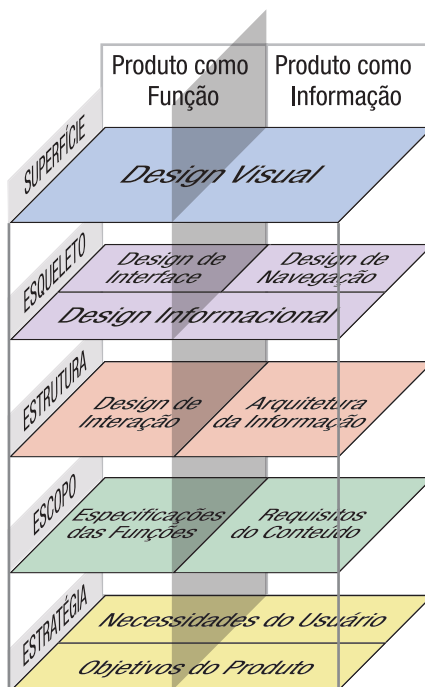 Produto como
Função
Produto como
Informação
SUPERFÍCIE
Design Visual
ESQUELETO
Design de
Interface
Design de
Navegação
Design Informacional
ESTRUTURA
Design de
Interação
Arquitetura
da Informação
ESCOPO
Especificações
das Funções
Requisitos
do Conteúdo
ESTRATÉGIA
Necessidades do Usuário
Objetivos do Produto